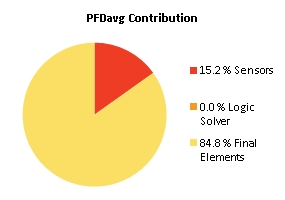 PFDavg Contribution
15.2 % Sensors
0.0 % Logic
Solver
84.8 % Final
Elements